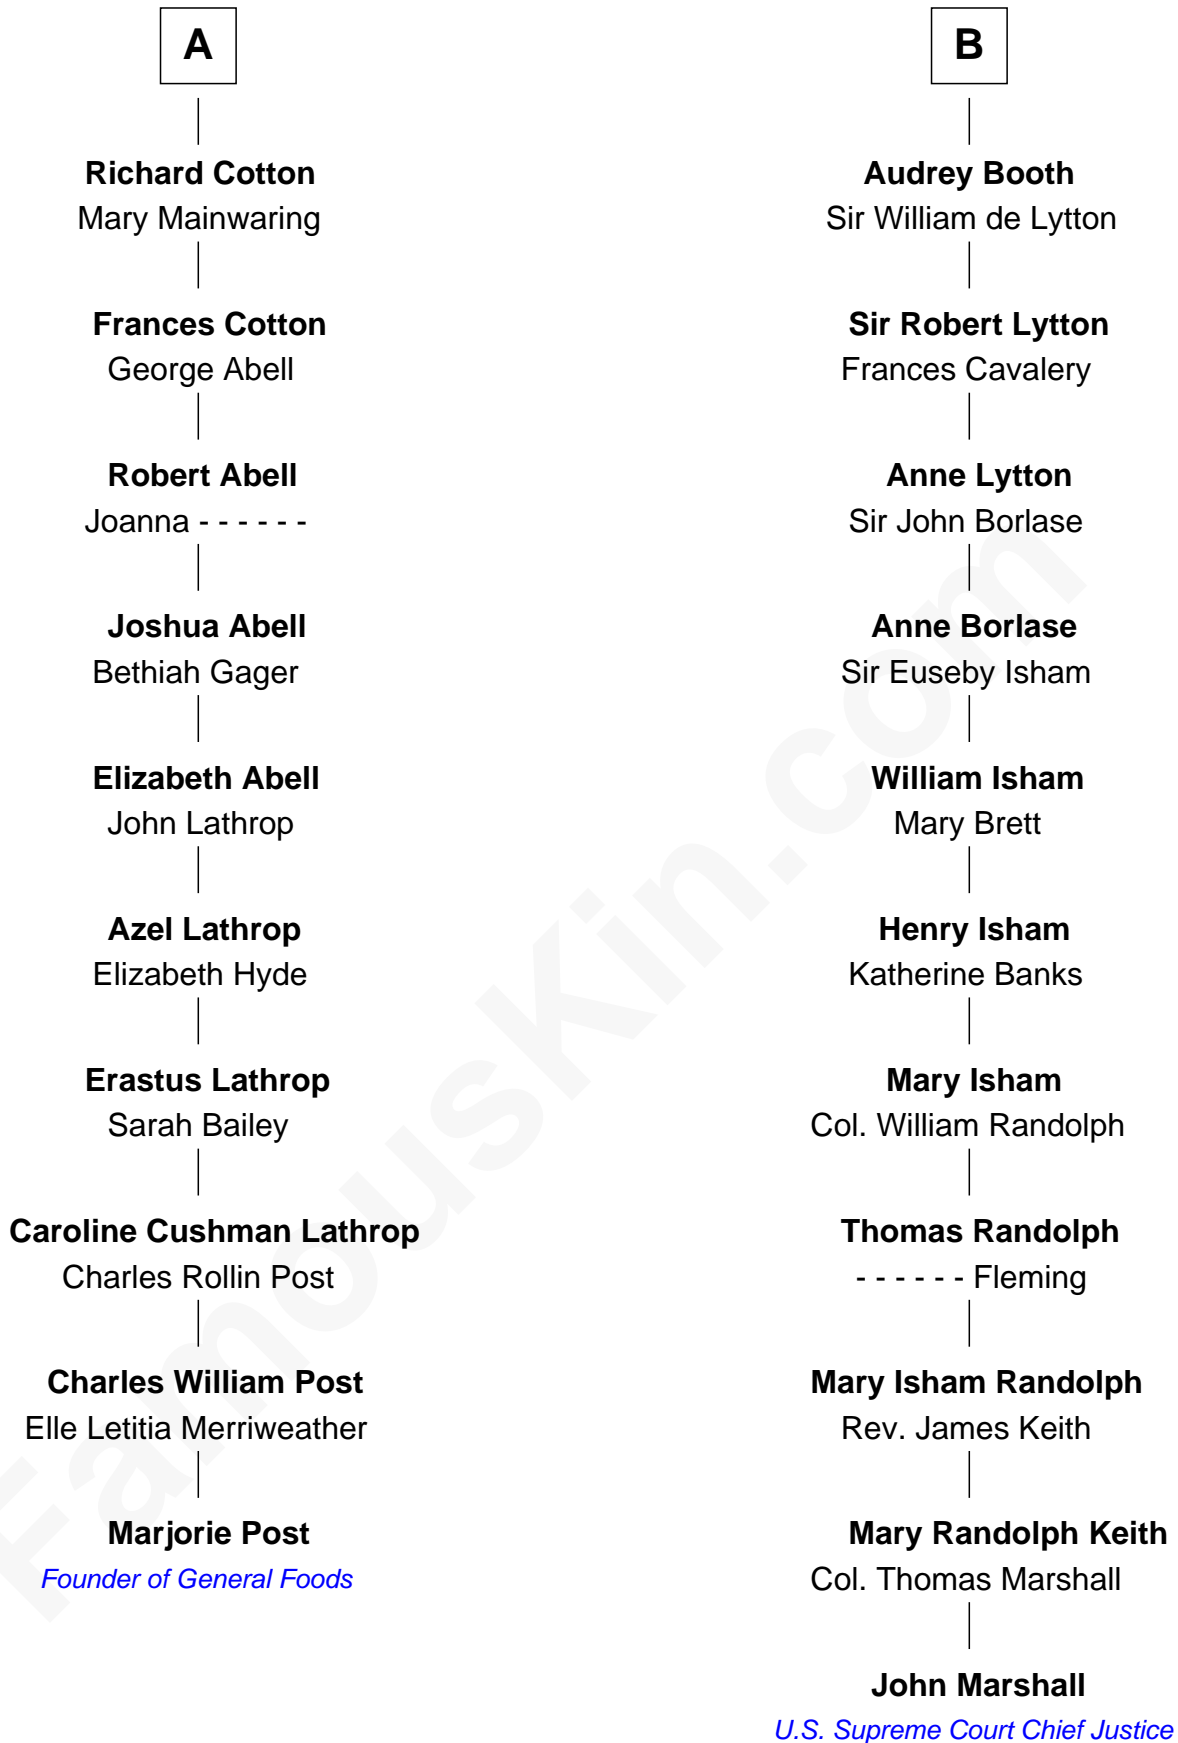 A
Richard Cotton
Mary Mainwaring
Frances Cotton
George Abell
Robert Abell
Joanna - - - - - -
Joshua Abell
Bethiah Gager
Elizabeth Abell
John Lathrop
Azel Lathrop
Elizabeth Hyde
Erastus Lathrop
Sarah Bailey
Caroline Cushman Lathrop
Charles Rollin Post
Charles William Post
Elle Letitia Merriweather
Marjorie Post
Founder of General Foods
B
Audrey Booth
Sir William de Lytton
Sir Robert Lytton
Frances Cavalery
Anne Lytton
Sir John Borlase
Anne Borlase
Sir Euseby Isham
William Isham
Mary Brett
Henry Isham
Katherine Banks
Mary Isham
Col. William Randolph
Thomas Randolph
- - - - - - Fleming
Mary Isham Randolph
Rev. James Keith
Mary Randolph Keith
Col. Thomas Marshall
John Marshall
U.S. Supreme Court Chief Justice
FamousKin.com